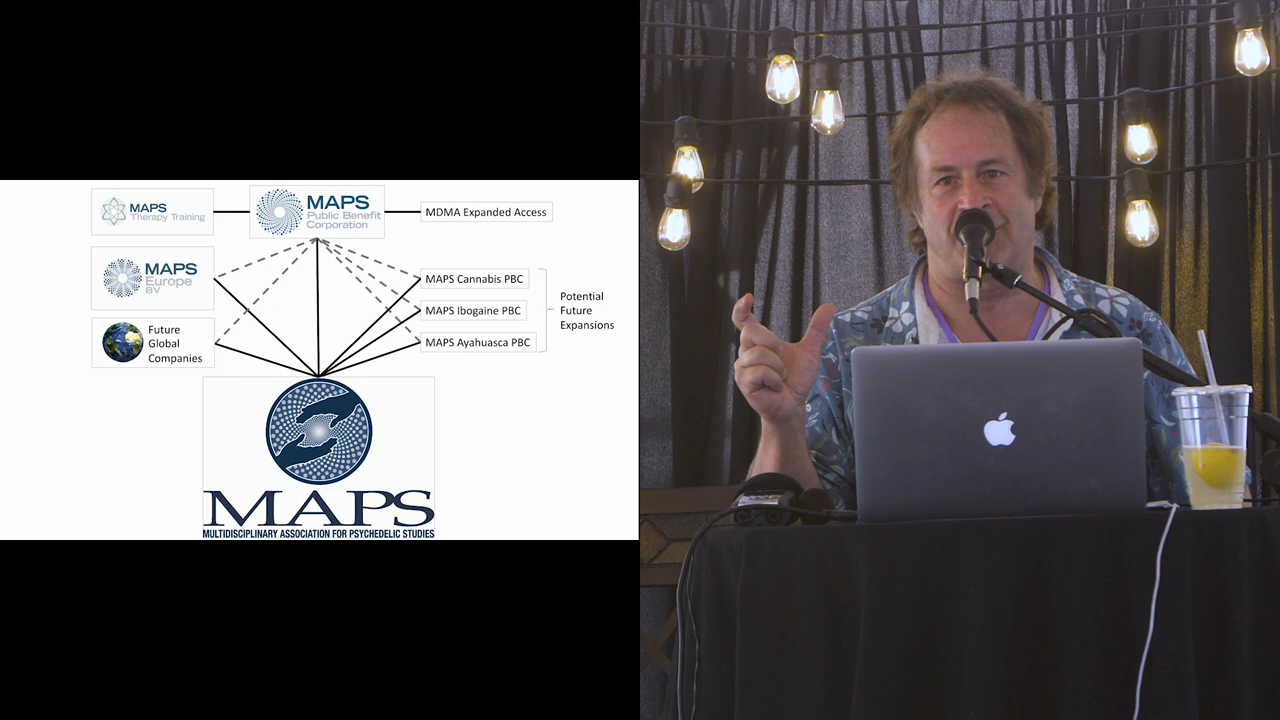 MAPS
Therapy Training
MAPS
Public Benefit
Corporation
MDMA Expanded Access
MAPS
Europe
BV
MAPS Cannabis PBC
MAPS Ibogaine PBC
MAPS Ayahuasca PBC
Potential
Future
Expansions
Future
Global
Companies
MAPS
MULTIDISCIPLINARY ASSOCIATION FOR PSYCHEDELIC STUDIES